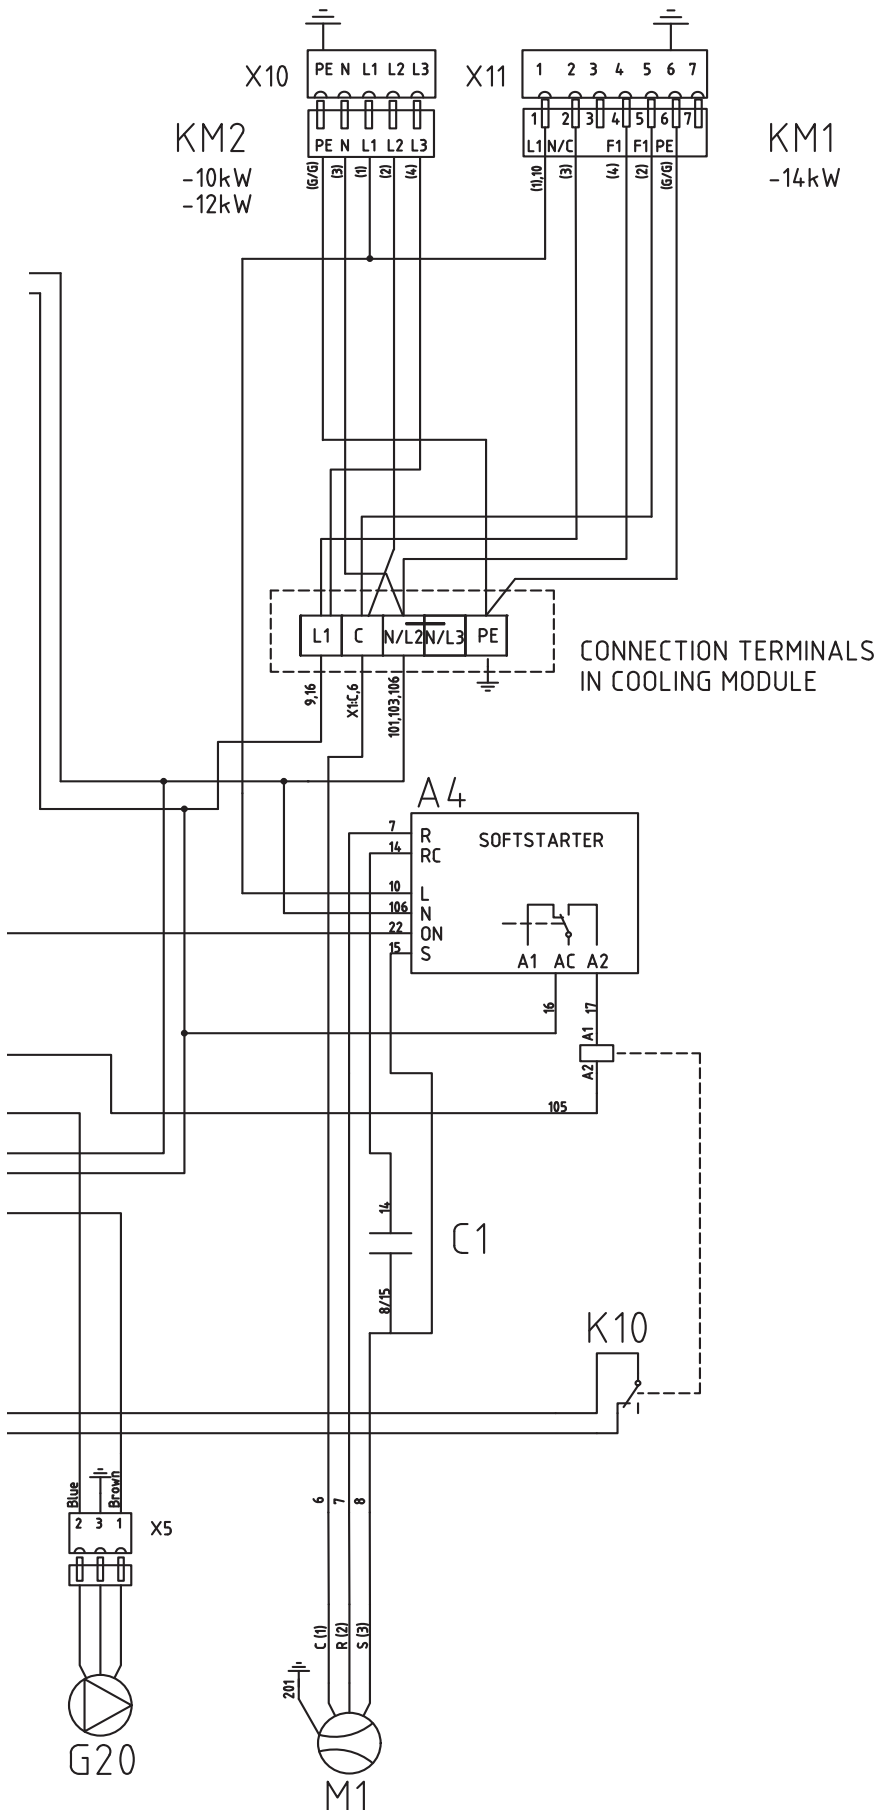 X10
PE N L1 L2 L3
X11
1 2 3 4 5 6 7
KM2
-10kW
-12kW
PE N L1 L2 L3
1 2 3 4 5 6 7
L1 N/C F1 F1 PE
KM1
-14kW
(G/G) (3) (1) (2) (4)
(1),10 (3) (4) (2) (G/G)
L1 C N/L2 N/L3 PE
CONNECTION TERMINALS
IN COOLING MODULE
9,16
X1:C,6
101,103,106
A4
SOFTSTARTER
7 R
14 RC
10 L
106 N
22 ON
15 S
A1 AC A2
16
17
A1
A2
105
14
C1
8/15
K10
Blue
Brown
2 3 1
X5
6
7
8
C (1)
R (2)
S (3)
201
G20
M1